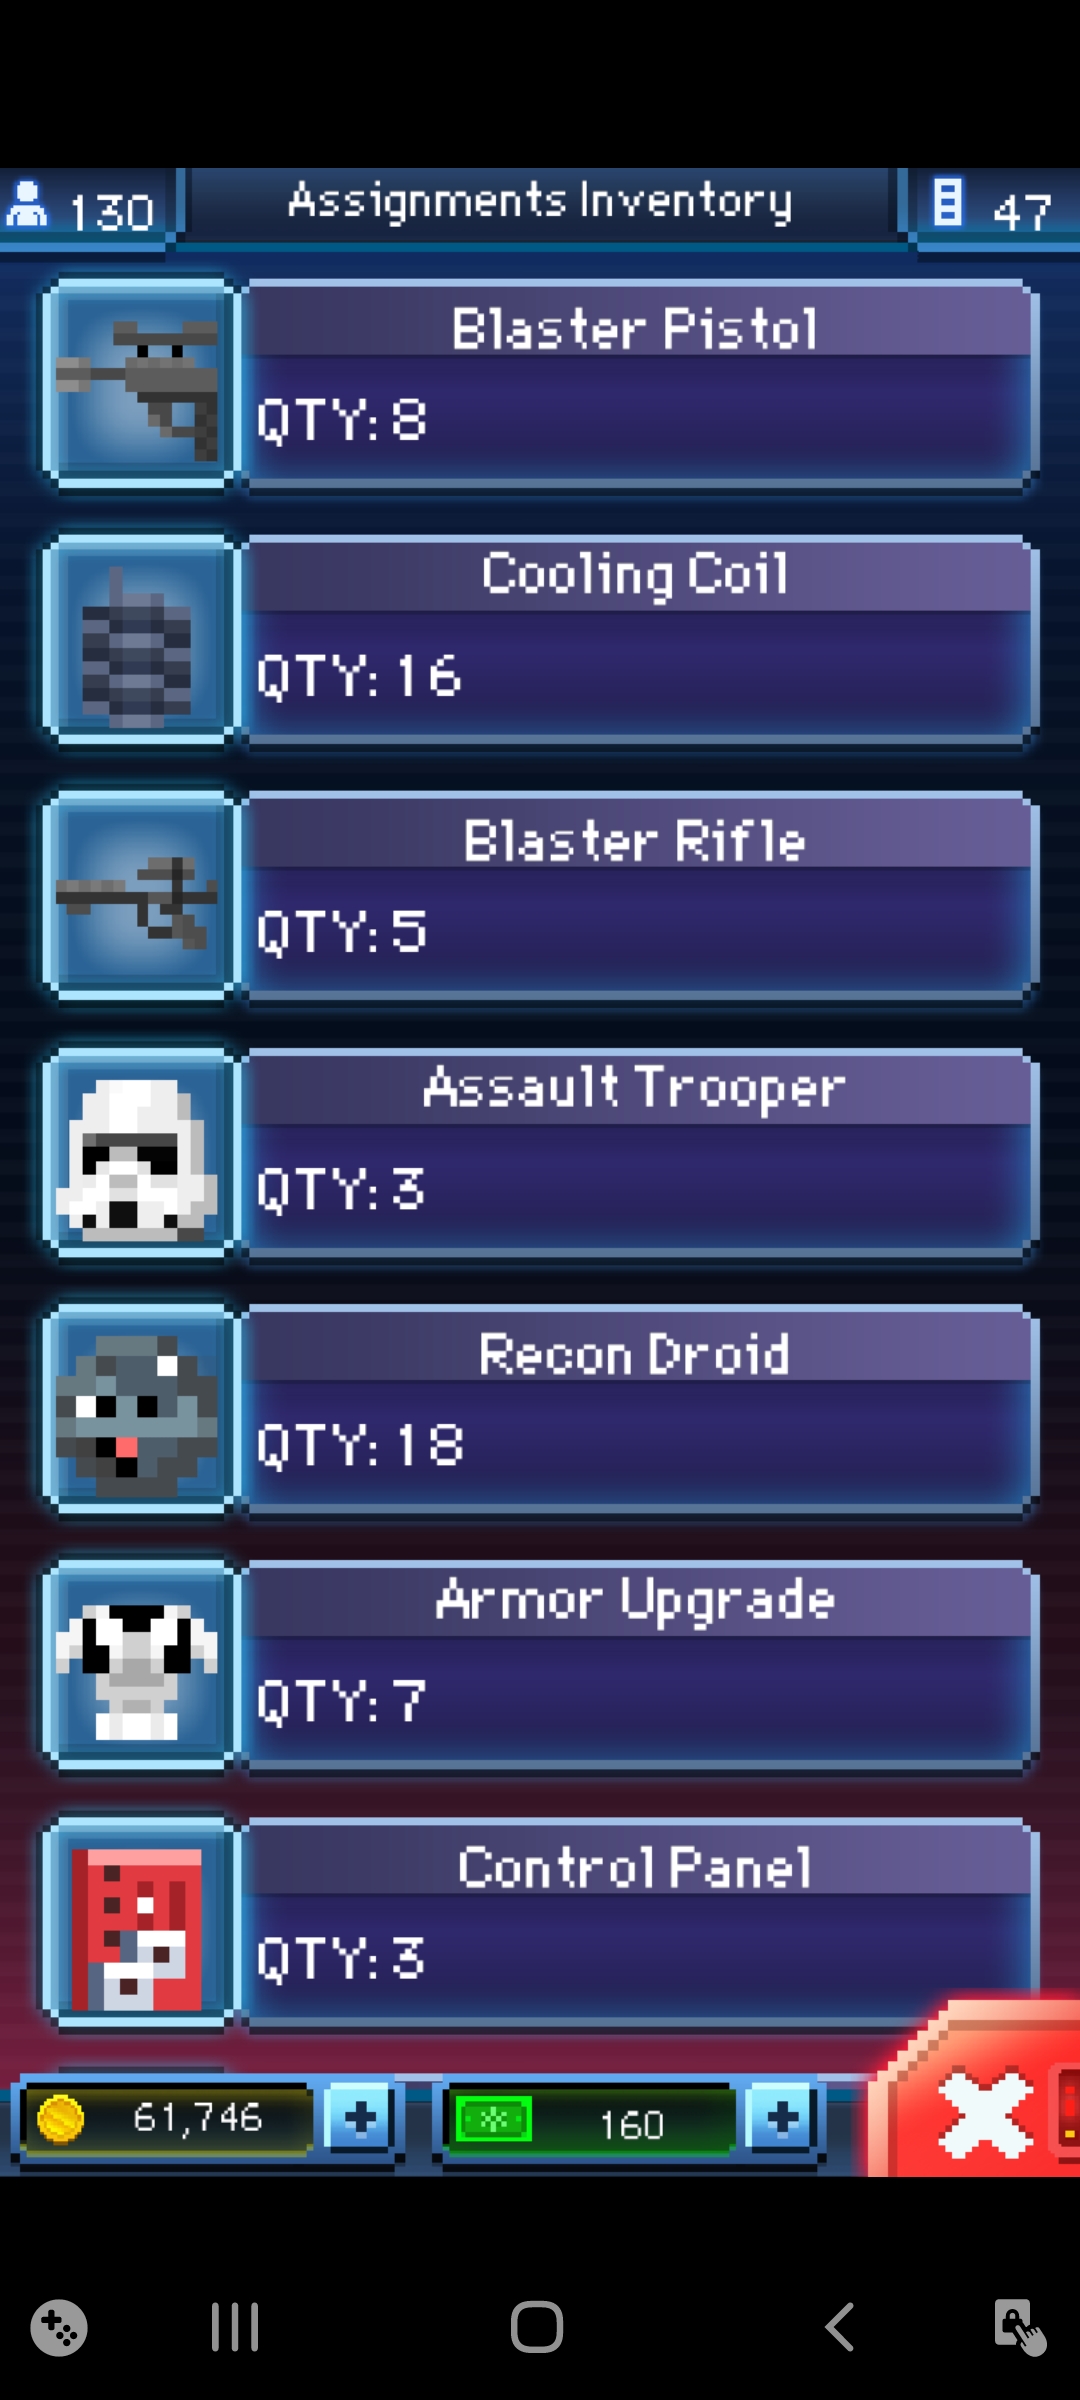 130
Assignments Inventory
47
Blaster Pistol
QTY: 8
Cooling Coil
QTY: 16
Blaster Rifle
QTY: 5
Assault Trooper
QTY: 3
Recon Droid
QTY: 18
Armor Upgrade
QTY: 7
Control Panel
QTY: 3
61,746
160